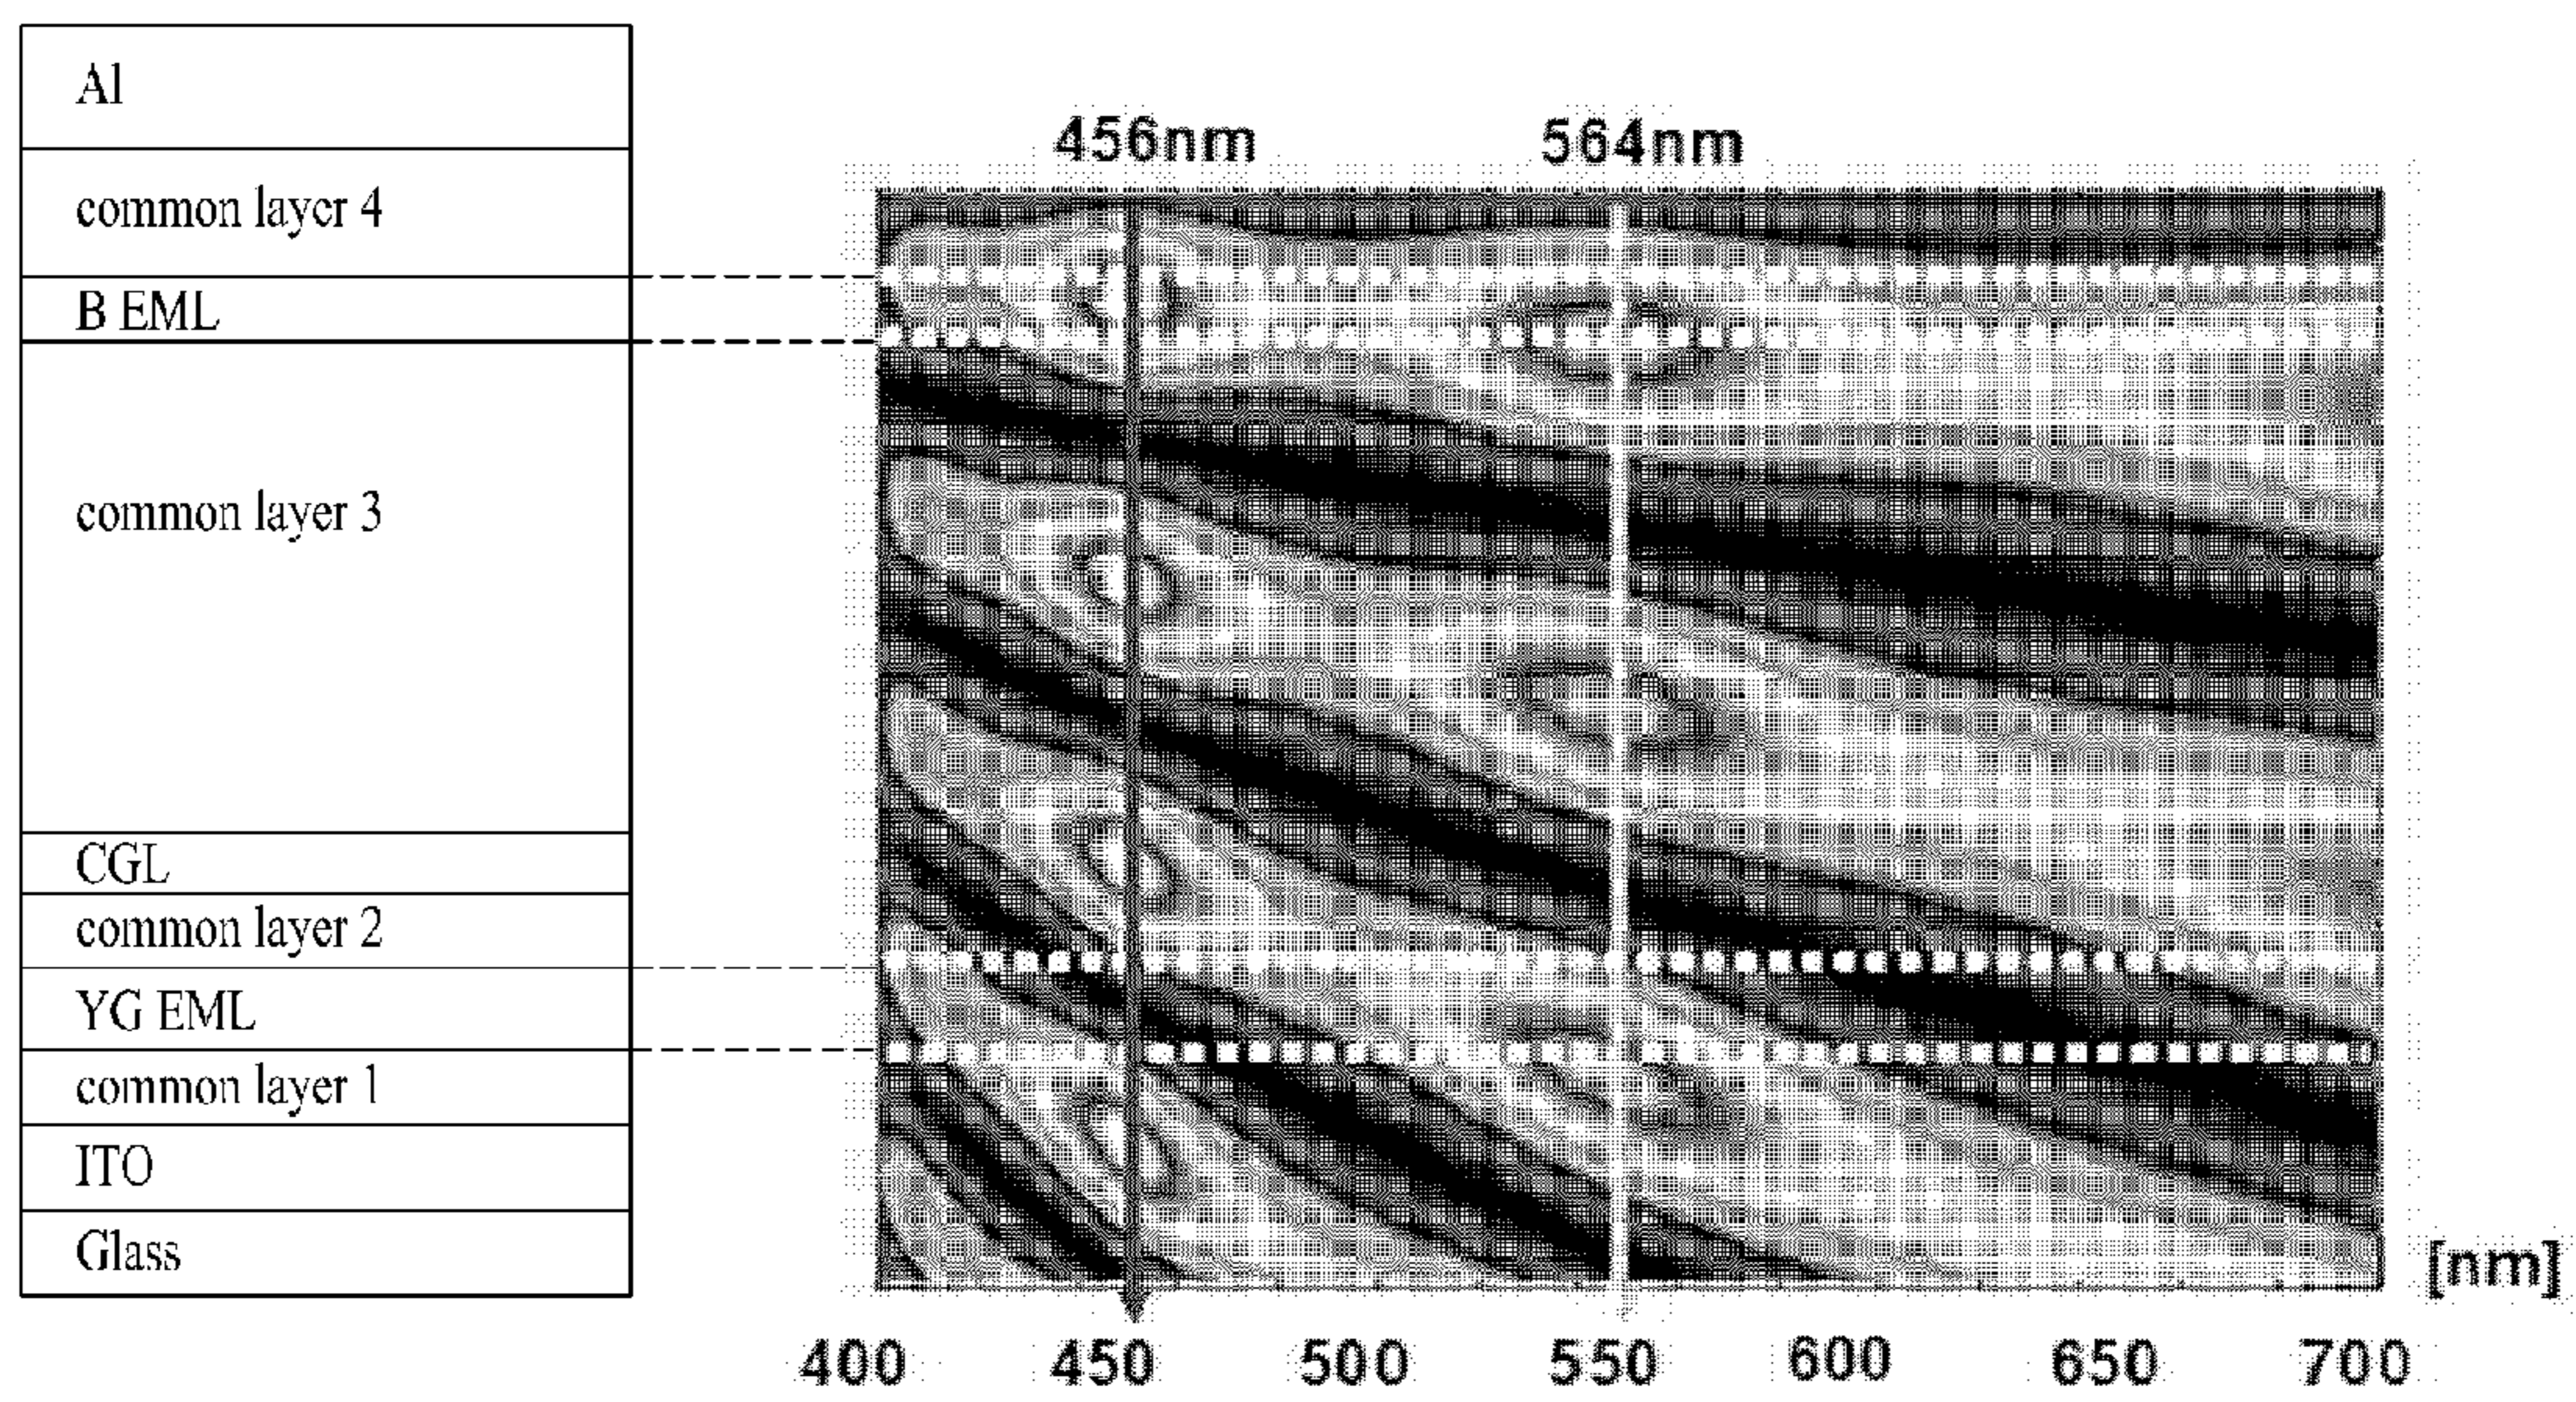 Al
common layer 4
B EML
common layer 3
CGL
common layer 2
YG EML
common layer 1
ITO
Glass
456nm 564nm
[nm]
400 450 500 550 600 650 700